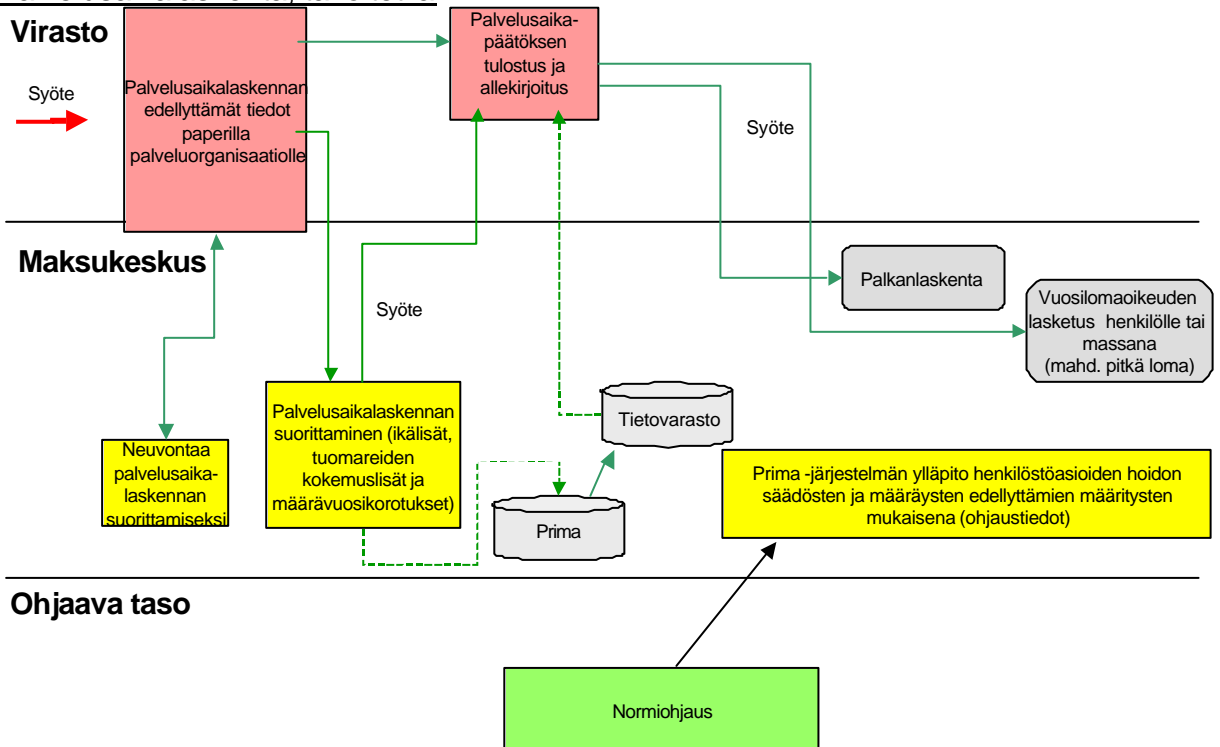 Virasto
Syöte
Palvelusaikalaskennan
edellyttämät tiedot
paperilla
palveluorganisaatiolle
Palvelusaika-
päätöksen
tulostus ja
allekirjoitus
Syöte
Maksukeskus
Syöte
Palkanlaskenta
Vuosilomaoikeuden
lasketus henkilölle tai
massana
(mahd. pitkä loma)
Neuvontaa
palvelusaika-
laskennan
suorittamiseksi
Palvelusaikalaskennan
suorittaminen (ikälisät,
tuomareiden
kokemuslisät ja
määrävuosikorotukset)
Tietovarasto
Prima
Prima -järjestelmän ylläpito henkilöstöasioiden hoidon
säädösten ja määräysten edellyttämien määritysten
mukaisena (ohjaustiedot)
Ohjaava taso
Normiohjaus